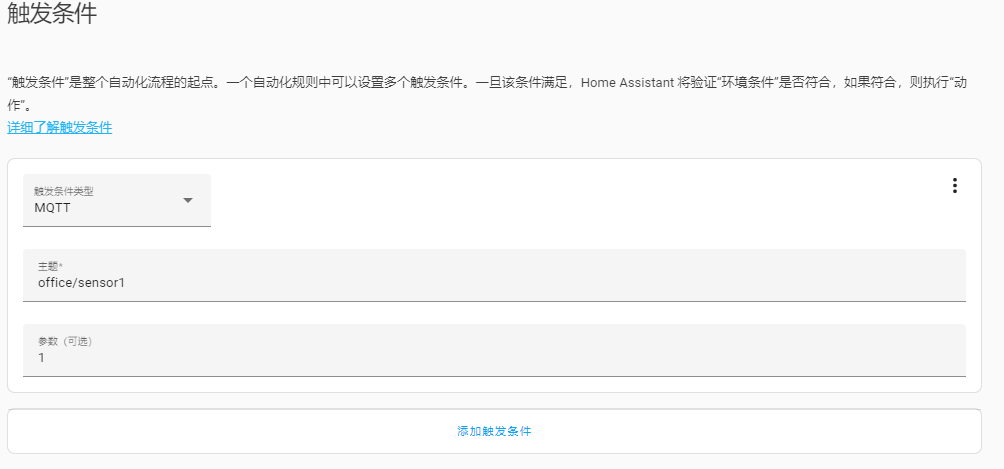 触发条件
“触发条件”是整个自动化流程的起点。一个自动化规则中可以设置多个触发条件。一旦该条件满足，Home Assistant 将验证“环境条件”是否符合，如果符合，则执行“动
作”。
详细了解触发条件
触发条件类型
MQTT
主题*
office/sensor1
参数（可选）
1
添加触发条件